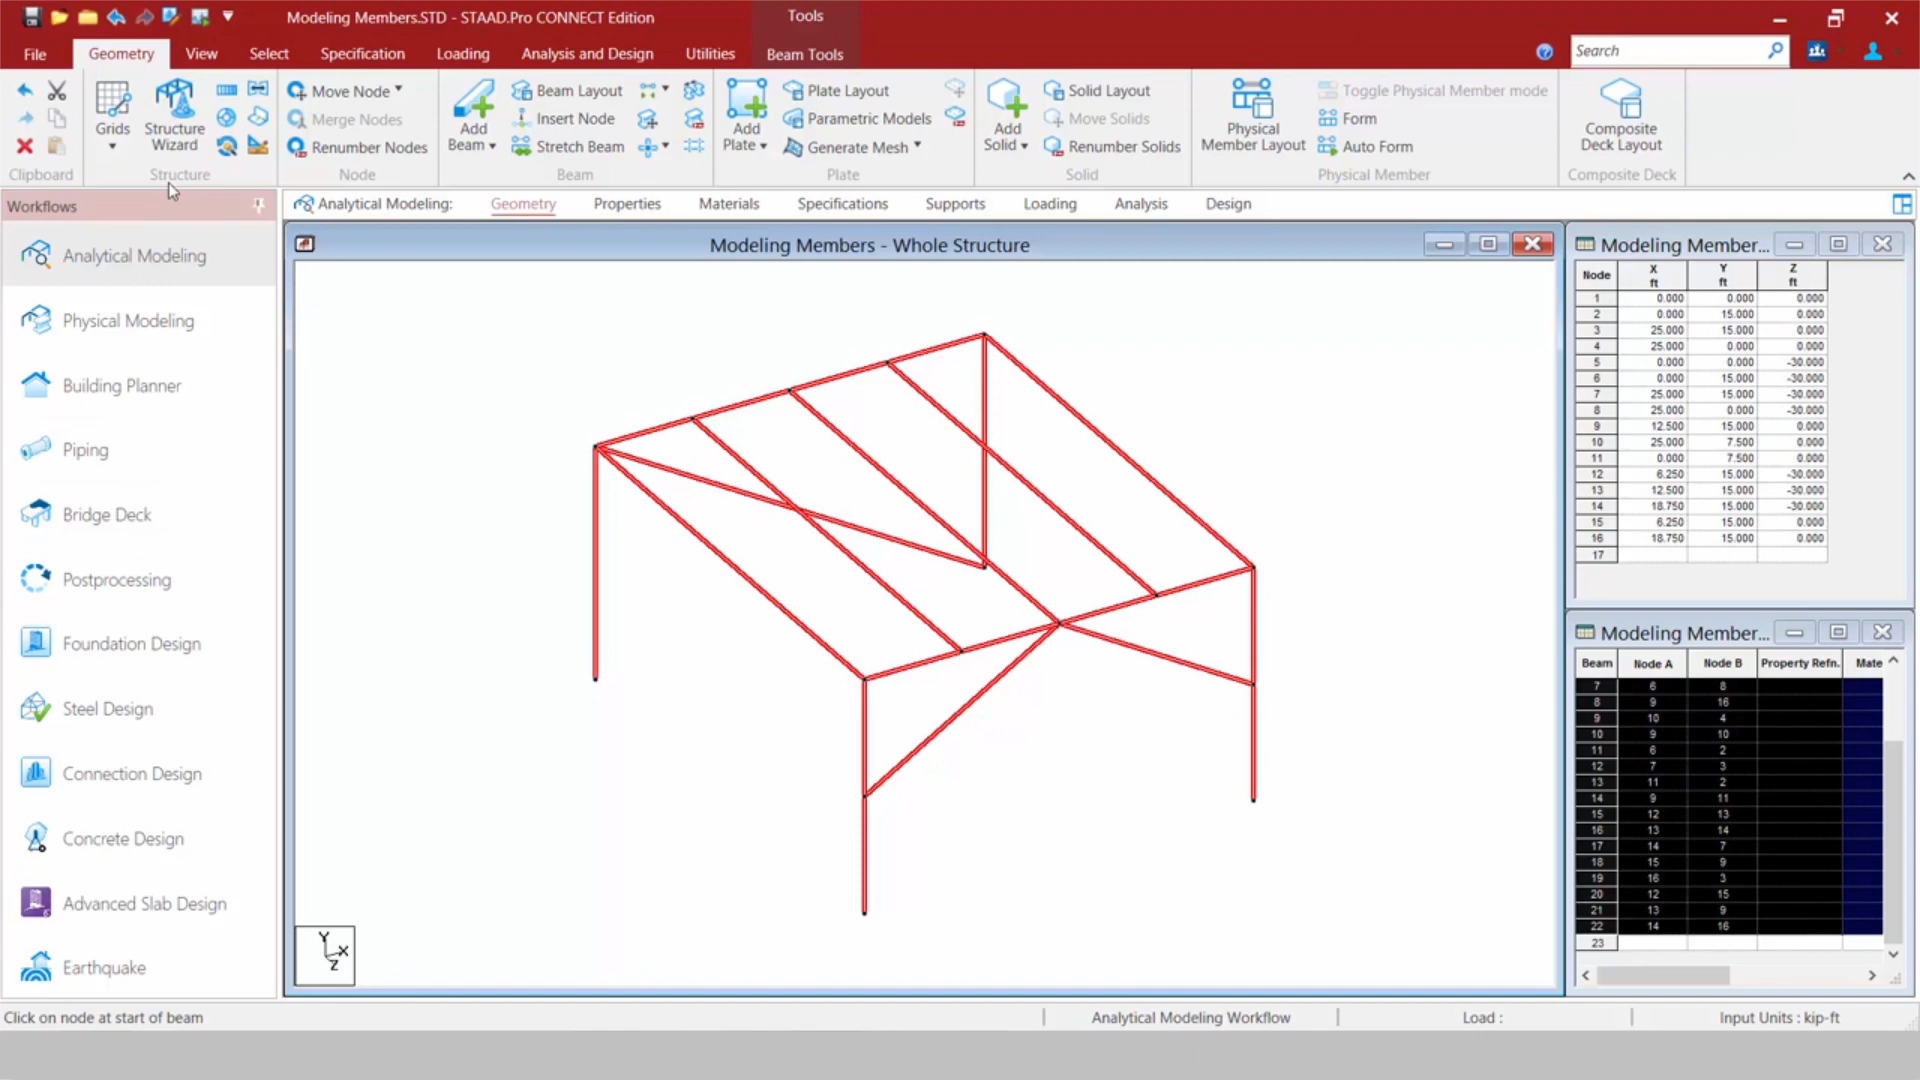 Modeling Members.STD - STAAD.Pro CONNECT Edition
Tools
File
Geometry
View
Select
Specification
Loading
Analysis and Design
Utilities
Beam Tools
Search
Grids
Structure Wizard
Structure
Clipboard
Move Node
Merge Nodes
Renumber Nodes
Node
Add Beam
Beam Layout
Insert Node
Stretch Beam
Beam
Add Plate
Plate Layout
Parametric Models
Generate Mesh
Plate
Add Solid
Solid Layout
Move Solids
Renumber Solids
Solid
Physical Member Layout
Toggle Physical Member mode
Form
Auto Form
Physical Member
Composite Deck Layout
Composite Deck
Workflows
Analytical Modeling
Physical Modeling
Building Planner
Piping
Bridge Deck
Postprocessing
Foundation Design
Steel Design
Connection Design
Concrete Design
Advanced Slab Design
Earthquake
Analytical Modeling:
Geometry
Properties
Materials
Specifications
Supports
Loading
Analysis
Design
Modeling Members - Whole Structure
Y
X
Z
Modeling Member...
Node X ft Y ft Z ft
1 0.000 0.000 0.000
2 0.000 15.000 0.000
3 25.000 15.000 0.000
4 25.000 0.000 0.000
5 0.000 0.000 -30.000
6 0.000 15.000 -30.000
7 25.000 15.000 -30.000
8 25.000 0.000 -30.000
9 12.500 15.000 0.000
10 25.000 7.500 0.000
11 0.000 7.500 0.000
12 6.250 15.000 -30.000
13 12.500 15.000 -30.000
14 18.750 15.000 -30.000
15 6.250 15.000 0.000
16 18.750 15.000 0.000
17
Modeling Member...
Beam Node A Node B Property Refn. Mate
7 6 8
8 9 16
9 10 4
10 9 10
11 6 2
12 7 3
13 11 2
14 9 11
15 12 13
16 13 14
17 14 7
18 15 9
19 16 3
20 12 15
21 13 9
22 14 16
23
Click on node at start of beam
Analytical Modeling Workflow
Load :
Input Units : kip-ft